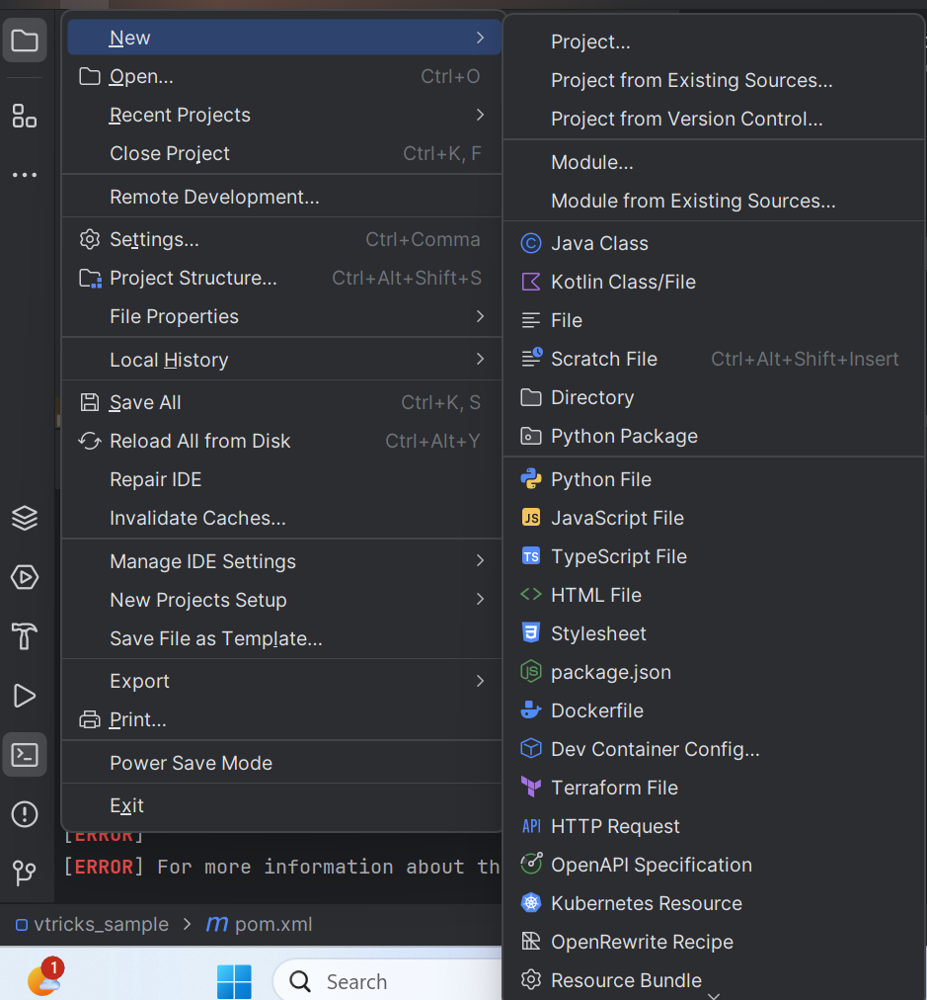 New
Open... Ctrl+O
Recent Projects
Close Project Ctrl+K, F
Remote Development...
Settings... Ctrl+Comma
Project Structure... Ctrl+Alt+Shift+S
File Properties
Local History
Save All Ctrl+K, S
Reload All from Disk Ctrl+Alt+Y
Repair IDE
Invalidate Caches...
Manage IDE Settings
New Projects Setup
Save File as Template...
Export
Print...
Power Save Mode
Exit
Project...
Project from Existing Sources...
Project from Version Control...
Module...
Module from Existing Sources...
C Java Class
Kotlin Class/File
File
Scratch File Ctrl+Alt+Shift+Insert
Directory
Python Package
Python File
JS JavaScript File
TS TypeScript File
HTML File
Stylesheet
JS package.json
Dockerfile
Dev Container Config...
Terraform File
API HTTP Request
OpenAPI Specification
Kubernetes Resource
OpenRewrite Recipe
Resource Bundle
[ERROR]
[ERROR] For more information about th
vtricks_sample > m pom.xml
1
Search